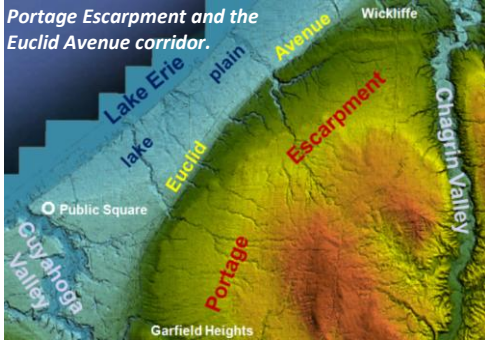 Portage Escarpment and the
Euclid Avenue corridor.
Wickliffe
Avenue
plain
Lake Erie
lake
Escarpment
Chagrin Valley
Euclid
Public Square
Cuyahoga
Valley
Portage
Garfield Heights